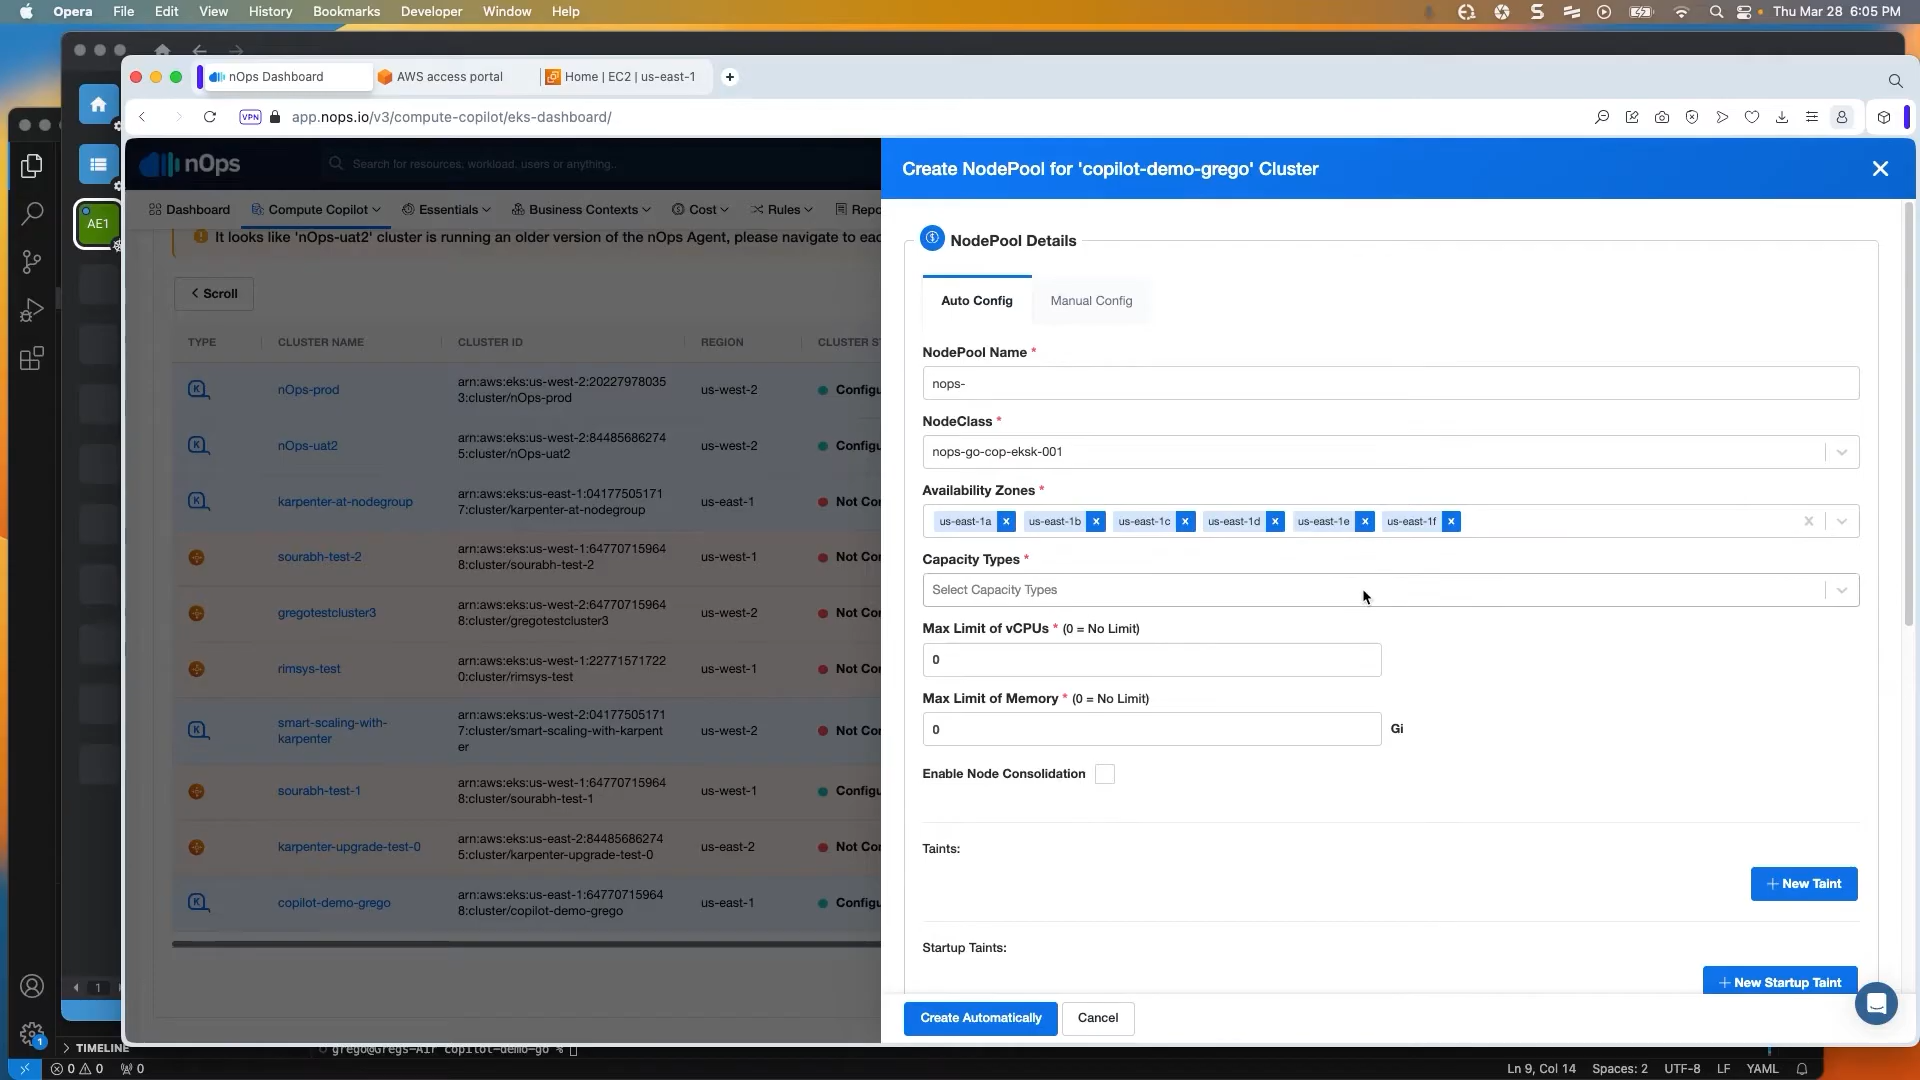 Opera File Edit View History Bookmarks Developer Window Help Thu Mar 28 6:05 PM
nOps Dashboard AWS access portal Home | EC2 | us-east-1
VPN app.nops.io/v3/compute-copilot/eks-dashboard/
AE1
nOps Search for resources, workload, users or anything..
Dashboard Compute Copilot Essentials Business Contexts Cost Rules Repo
It looks like 'nOps-uat2' cluster is running an older version of the nOps Agent, please navigate to eac
Scroll
TYPE CLUSTER NAME CLUSTER ID REGION CLUSTER S
nOps-prod arn:aws:eks:us-west-2:20227978035 us-west-2 Configu
3:cluster/nOps-prod
nOps-uat2 arn:aws:eks:us-west-2:84485686274 us-west-2 Configu
5:cluster/nOps-uat2
karpenter-at-nodegroup arn:aws:eks:us-east-1:04177505171 us-east-1 Not Con
7:cluster/karpenter-at-nodegroup
sourabh-test-2 arn:aws:eks:us-west-1:64770715964 us-west-1 Not Con
8:cluster/sourabh-test-2
gregotestcluster3 arn:aws:eks:us-west-2:64770715964 us-west-2 Not Con
8:cluster/gregotestcluster3
rimsys-test arn:aws:eks:us-west-1:22771571722 us-west-1 Not Con
0:cluster/rimsys-test
smart-scaling-with-
karpenter
arn:aws:eks:us-west-2:04177505171
7:cluster/smart-scaling-with-karpent
er
us-west-2 Not Con
sourabh-test-1 arn:aws:eks:us-west-1:64770715964 us-west-1 Configu
8:cluster/sourabh-test-1
karpenter-upgrade-test-0 arn:aws:eks:us-east-2:84485686274 us-east-2 Not Con
5:cluster/karpenter-upgrade-test-0
copilot-demo-grego arn:aws:eks:us-east-1:64770715964 us-east-1 Configu
8:cluster/copilot-demo-grego
Create NodePool for 'copilot-demo-grego' Cluster
NodePool Details
Auto Config Manual Config
NodePool Name *
nops-
NodeClass *
nops-go-cop-eksk-001
Availability Zones *
us-east-1a us-east-1b us-east-1c us-east-1d us-east-1e us-east-1f
Capacity Types *
Select Capacity Types
Max Limit of vCPUs * (0 = No Limit)
0
Max Limit of Memory * (0 = No Limit)
0 Gi
Enable Node Consolidation
Taints:
+ New Taint
Startup Taints:
+ New Startup Taint
Create Automatically Cancel
1
1
TIMELINE grego@Gregs-Air copilot-demo-go %
0 0 0 Ln 9, Col 14 Spaces: 2 UTF-8 LF YAML